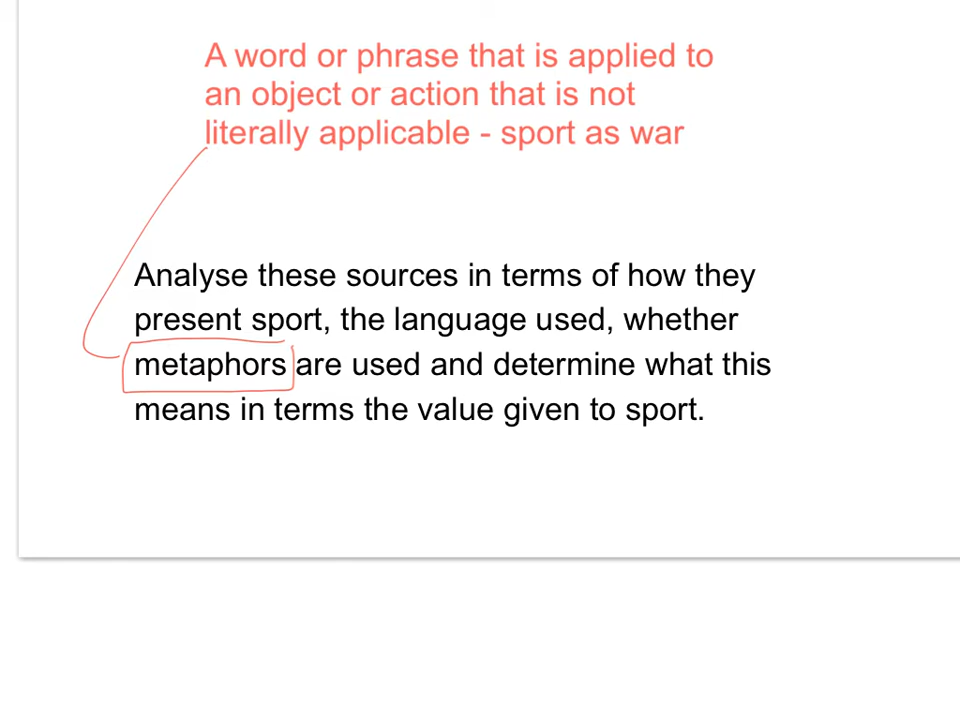 A word or phrase that is applied to
an object or action that is not
literally applicable - sport as war
Analyse these sources in terms of how they
present sport, the language used, whether
metaphors are used and determine what this
means in terms the value given to sport.